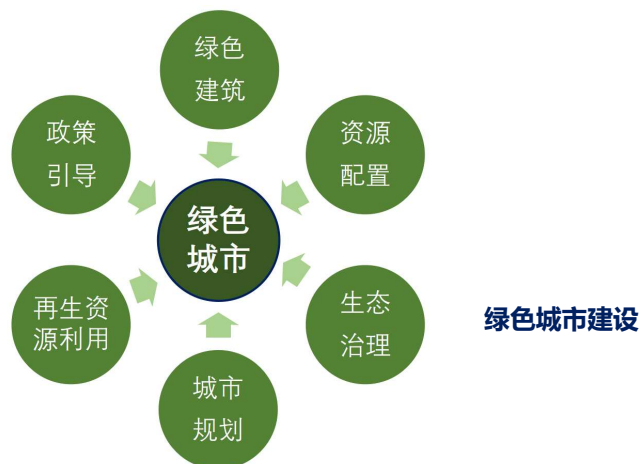 绿色
建筑
政策
引导
资源
配置
绿色
城市
再生资
源利用
生态
治理
城市
规划
绿色城市建设